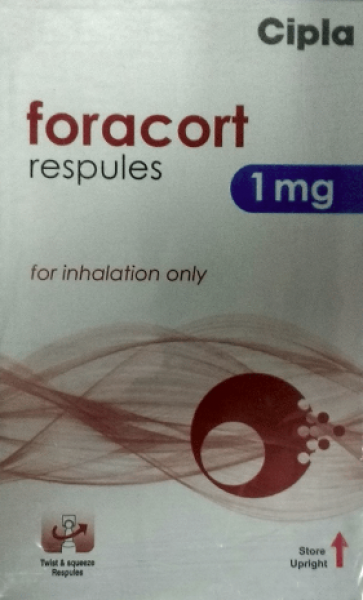 Cipla
foracort
respules
1 mg
for inhalation only
Twist & squeeze
Respules
Store
Upright